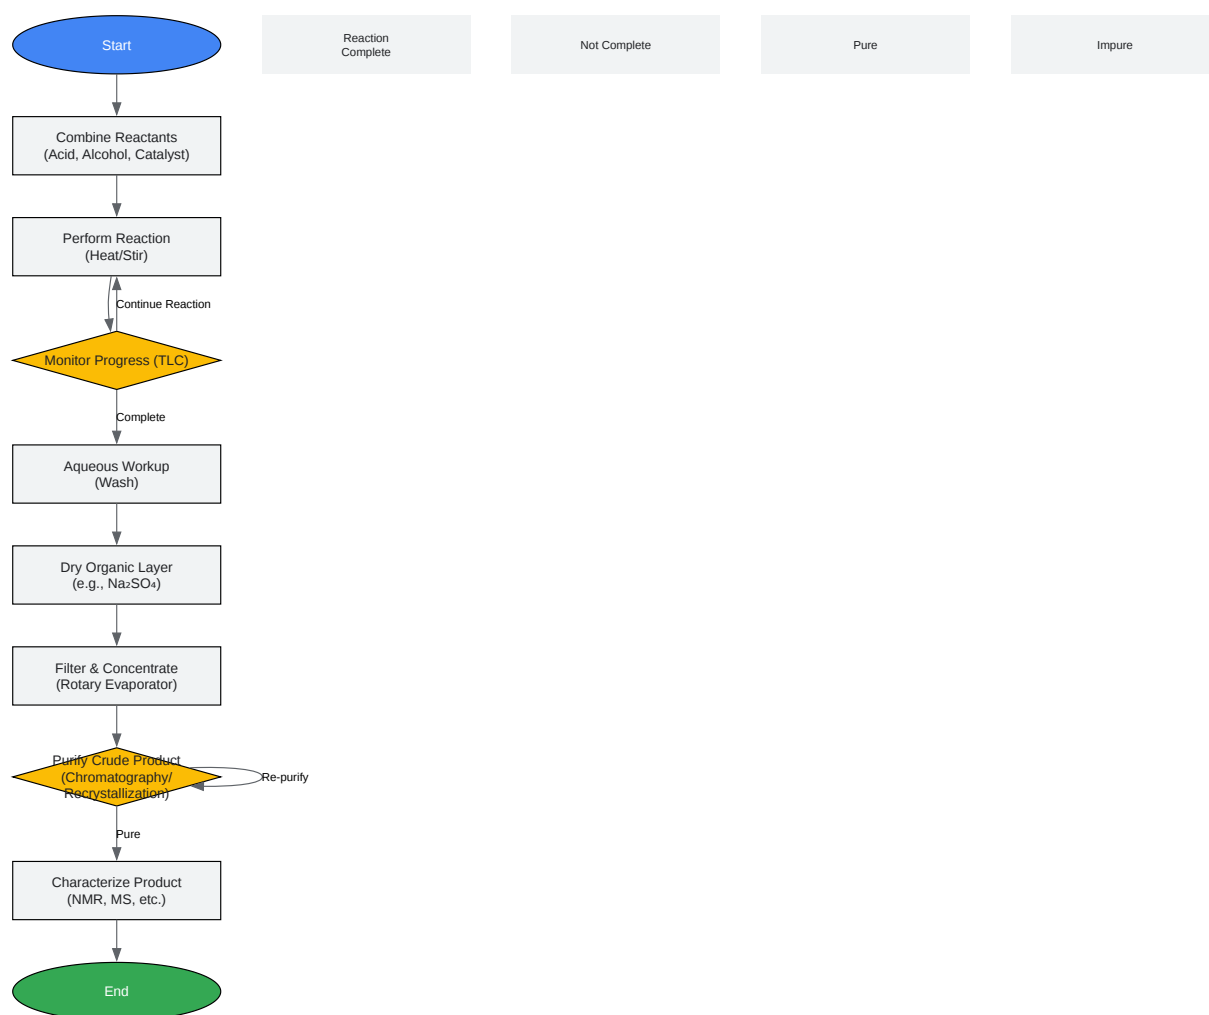 Start
Reaction
Complete
Not Complete
Pure
Impure
Combine Reactants
(Acid, Alcohol, Catalyst)
Perform Reaction
(Heat/Stir)
Continue Reaction
Monitor Progress (TLC)
Complete
Aqueous Workup
(Wash)
Dry Organic Layer
(e.g., Na₂SO₄)
Filter & Concentrate
(Rotary Evaporator)
Purify Crude Product
(Chromatography/
Recrystallization)
Re-purify
Pure
Characterize Product
(NMR, MS, etc.)
End